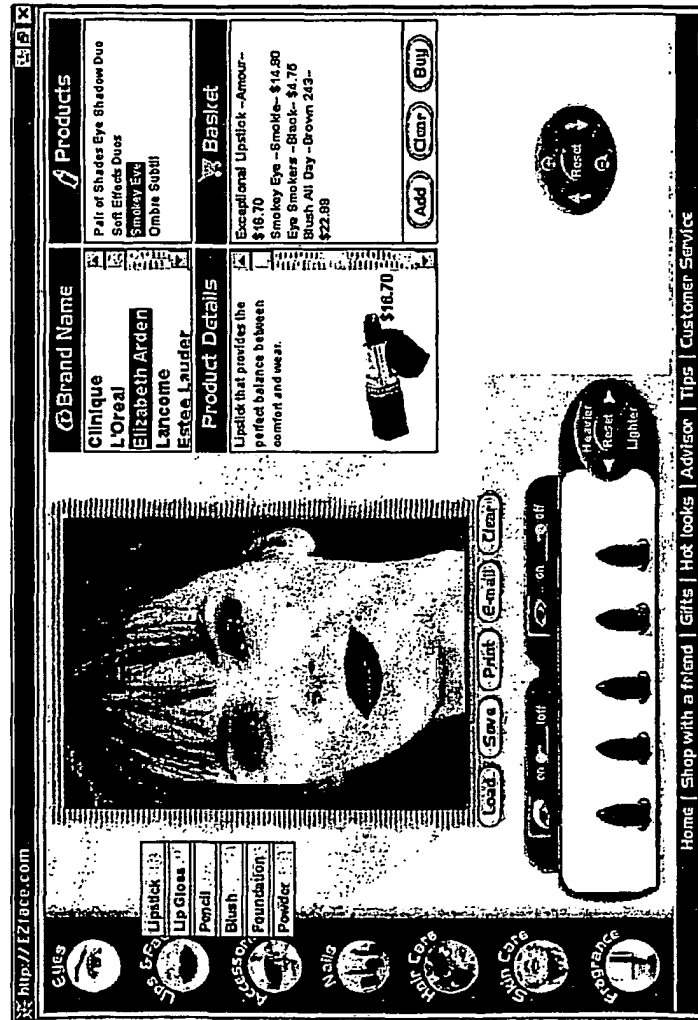 http://EZface.com
Eyes
Lips & Fa
Accessor
Nails
Hair Care
Skin Care
Fragrance
Lipstick
Lip Gloss
Pencil
Blush
Foundation
Powder
Load
Save
Print
E-mail
Clear
on
off
on
off
Heavier
Reset
Lighter
Brand Name
Clinique
L'Oreal
Elizabeth Arden
Lancome
Estee Lauder
Products
Pair of Shades Eye Shadow Duo
Soft Effects Duos
Smokey Eye
Ombre Subtil
Product Details
Lipstick that provides the
perfect balance between
comfort and wear.
$16.70
Basket
Exceptional Lipstick –Amour–
$16.70
Smokey Eye –Smokie– $14.80
Eye Smokers –Black– $4.75
Blush All Day –Brown 243–
$22.99
Add
Clear
Buy
Reset
Home | Shop with a friend | Gifts | Hot looks | Advisor | Tips | Customer Service